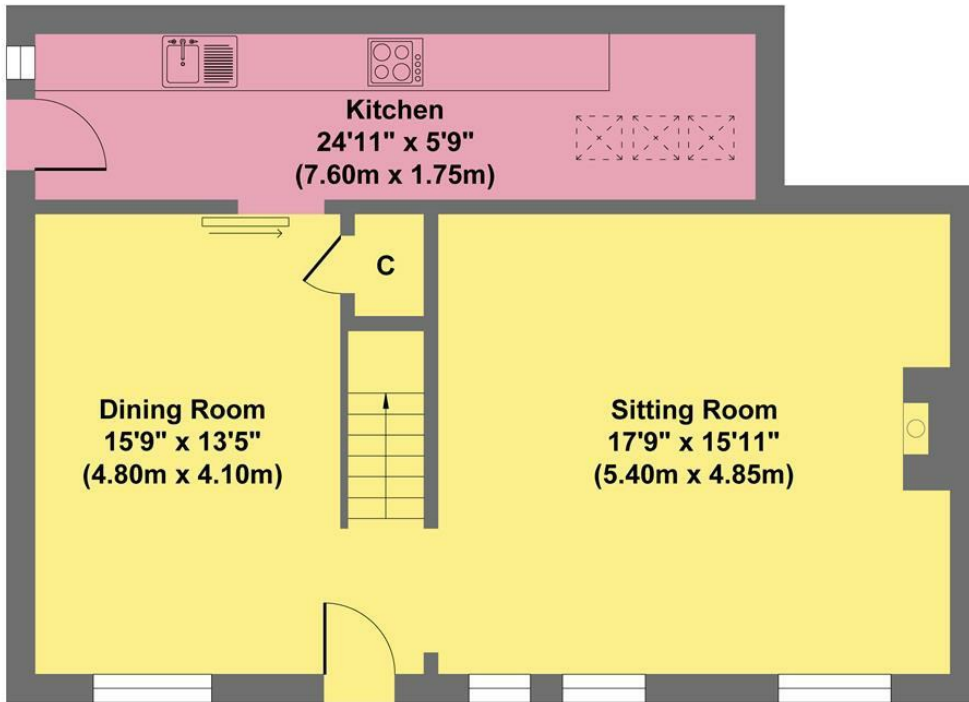 Kitchen
24'11" x 5'9"
(7.60m x 1.75m)
C
Dining Room
15'9" x 13'5"
(4.80m x 4.10m)
Sitting Room
17'9" x 15'11"
(5.40m x 4.85m)